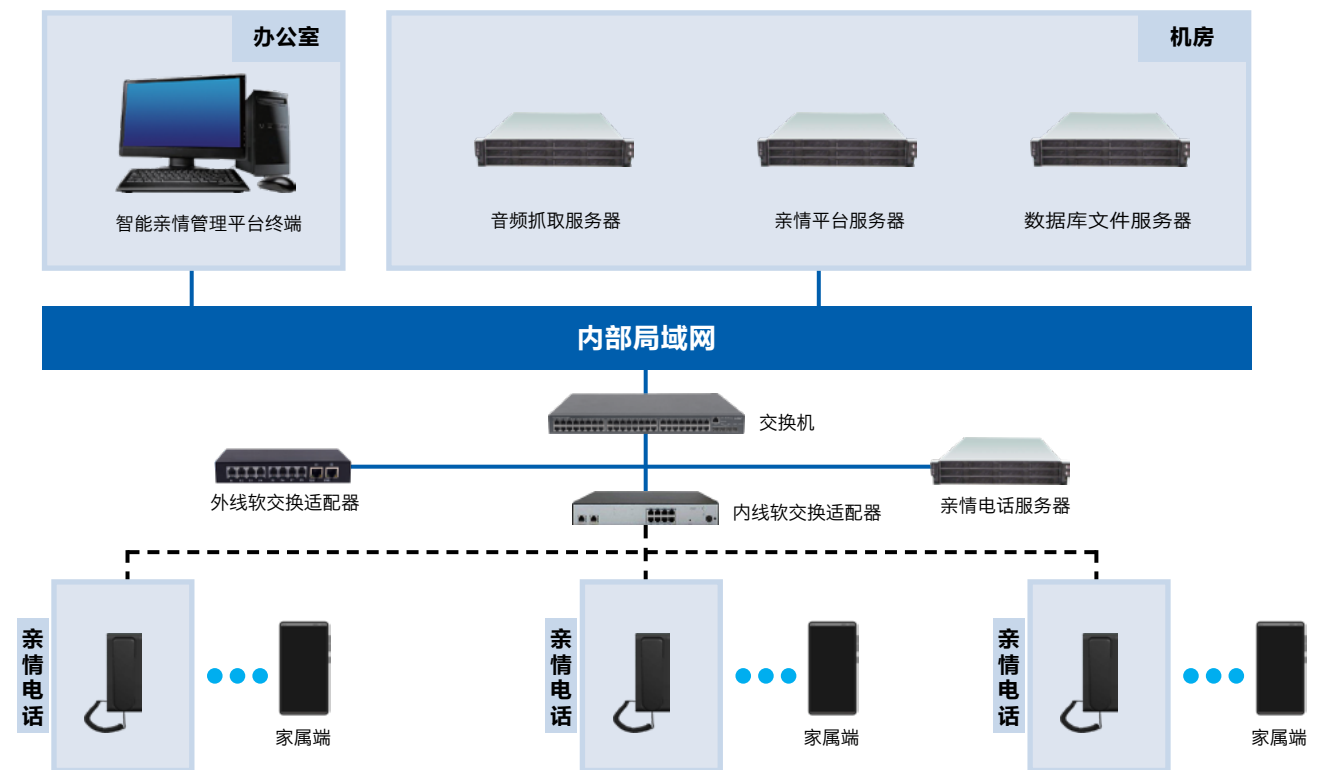 办公室
机房
智能亲情管理平台终端
音频抓取服务器
亲情平台服务器
数据库文件服务器
内部局域网
交换机
外线软交换适配器
内线软交换适配器
亲情电话服务器
亲情电话
家属端
亲情电话
家属端
亲情电话
家属端